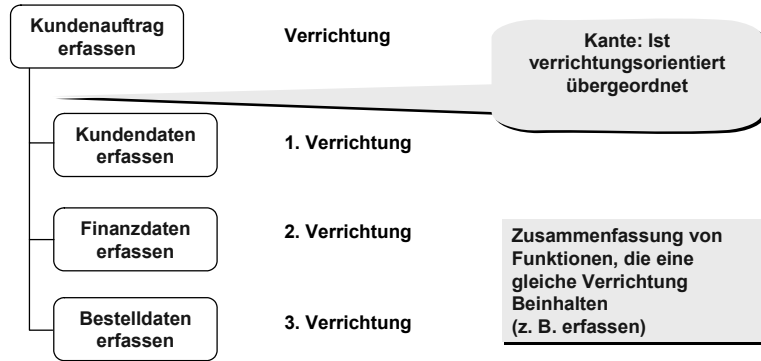 Kundenauftrag
erfassen
Verrichtung
Kante: Ist
verrichtungsorientiert
übergeordnet
Kundendaten
erfassen
1. Verrichtung
Finanzdaten
erfassen
2. Verrichtung
Zusammenfassung von
Funktionen, die eine
gleiche Verrichtung
Beinhalten
(z. B. erfassen)
Bestelldaten
erfassen
3. Verrichtung